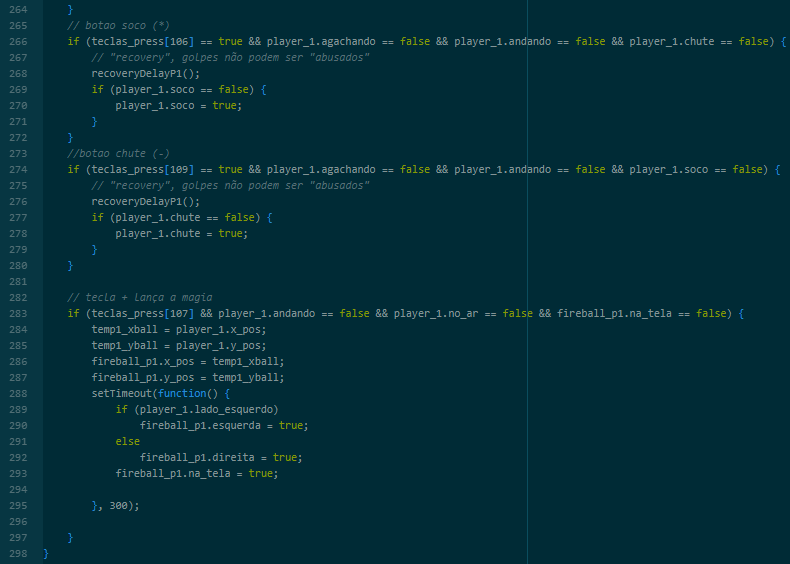 264     }
265     // botao soco (*)
266     if (teclas_press[106] == true && player_1.agachando == false && player_1.andando == false && player_1.chute == false) {
267         // "recovery", golpes não podem ser "abusados"
268         recoveryDelayP1();
269         if (player_1.soco == false) {
270             player_1.soco = true;
271         }
272     }
273     //botao chute (-)
274     if (teclas_press[109] == true && player_1.agachando == false && player_1.andando == false && player_1.soco == false) {
275         // "recovery", golpes não podem ser "abusados"
276         recoveryDelayP1();
277         if (player_1.chute == false) {
278             player_1.chute = true;
279         }
280     }
281
282     // tecla + lança a magia
283     if (teclas_press[107] && player_1.andando == false && player_1.no_ar == false && fireball_p1.na_tela == false) {
284         temp1_xball = player_1.x_pos;
285         temp1_yball = player_1.y_pos;
286         fireball_p1.x_pos = temp1_xball;
287         fireball_p1.y_pos = temp1_yball;
288         setTimeout(function() {
289             if (player_1.lado_esquerdo)
290                 fireball_p1.esquerda = true;
291             else
292                 fireball_p1.direita = true;
293             fireball_p1.na_tela = true;
294
295         }, 300);
296
297     }
298 }